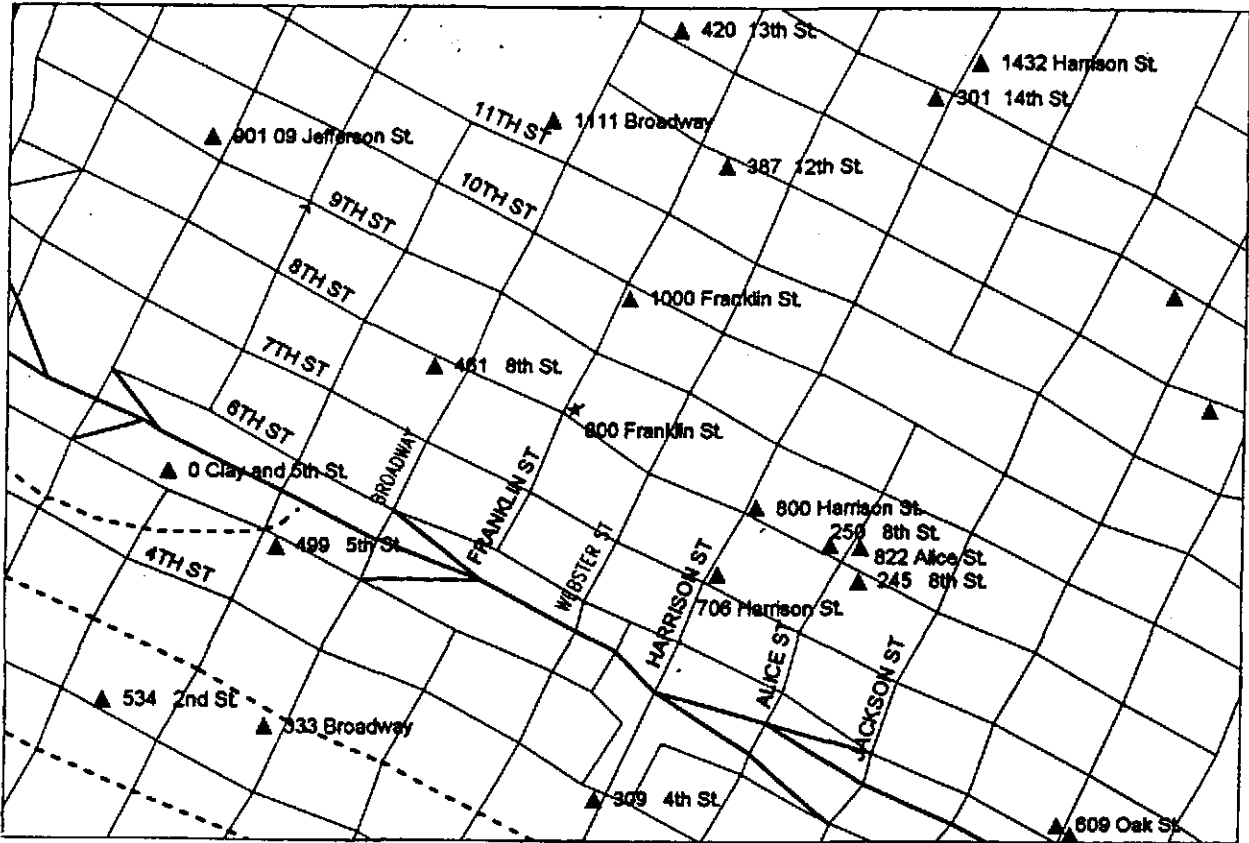 420 13th St.
1432 Harrison St.
301 14th St.
11TH ST
1111 Broadway
901 09 Jefferson St.
387 12th St.
10TH ST
9TH ST
8TH ST
1000 Franklin St.
7TH ST
461 8th St.
6TH ST
800 Franklin St.
BROADWAY
0 Clay and 5th St.
FRANKLIN ST
800 Harrison St.
250 8th St.
499 5th St.
822 Alice St.
4TH ST
WEBSTER ST
HARRISON ST
245 8th St.
706 Harrison St.
ALICE ST
JACKSON ST
534 2nd St.
333 Broadway
309 4th St.
609 Oak St.